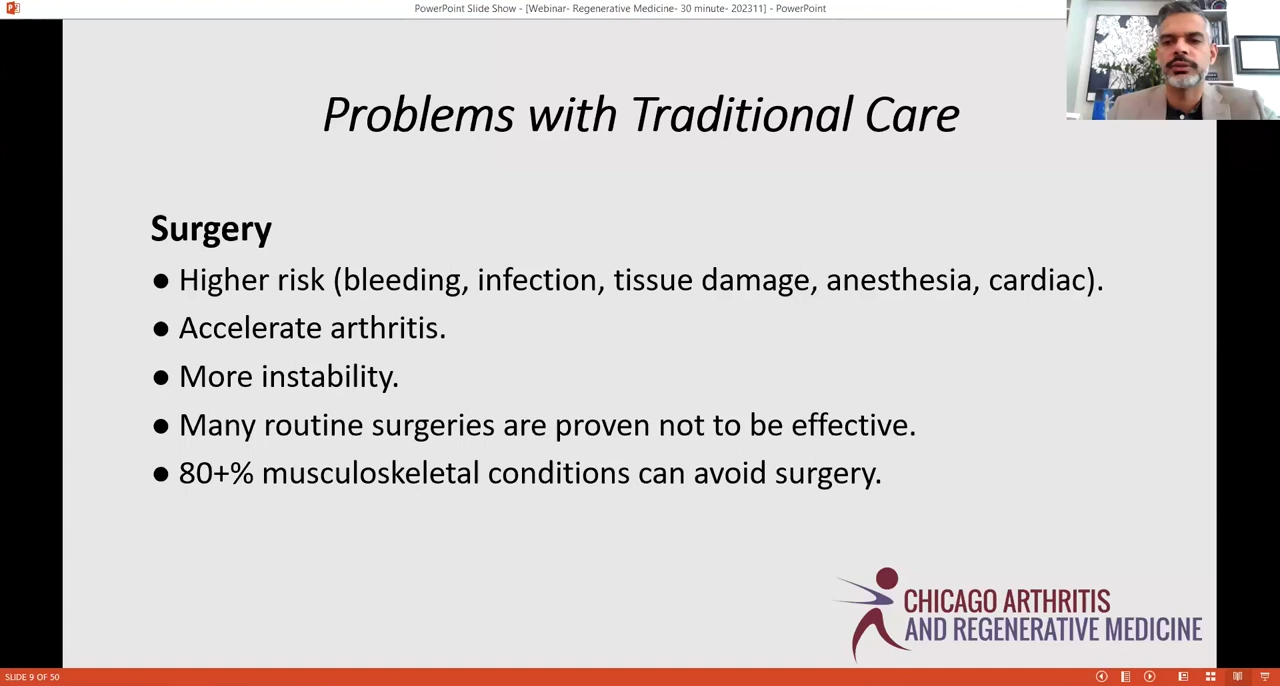 PowerPoint Slide Show - [Webinar- Regenerative Medicine- 30 minute- 202311] - PowerPoint
Problems with Traditional Care
Surgery
● Higher risk (bleeding, infection, tissue damage, anesthesia, cardiac).
● Accelerate arthritis.
● More instability.
● Many routine surgeries are proven not to be effective.
● 80+% musculoskeletal conditions can avoid surgery.
CHICAGO ARTHRITIS
AND REGENERATIVE MEDICINE
SLIDE 9 OF 50